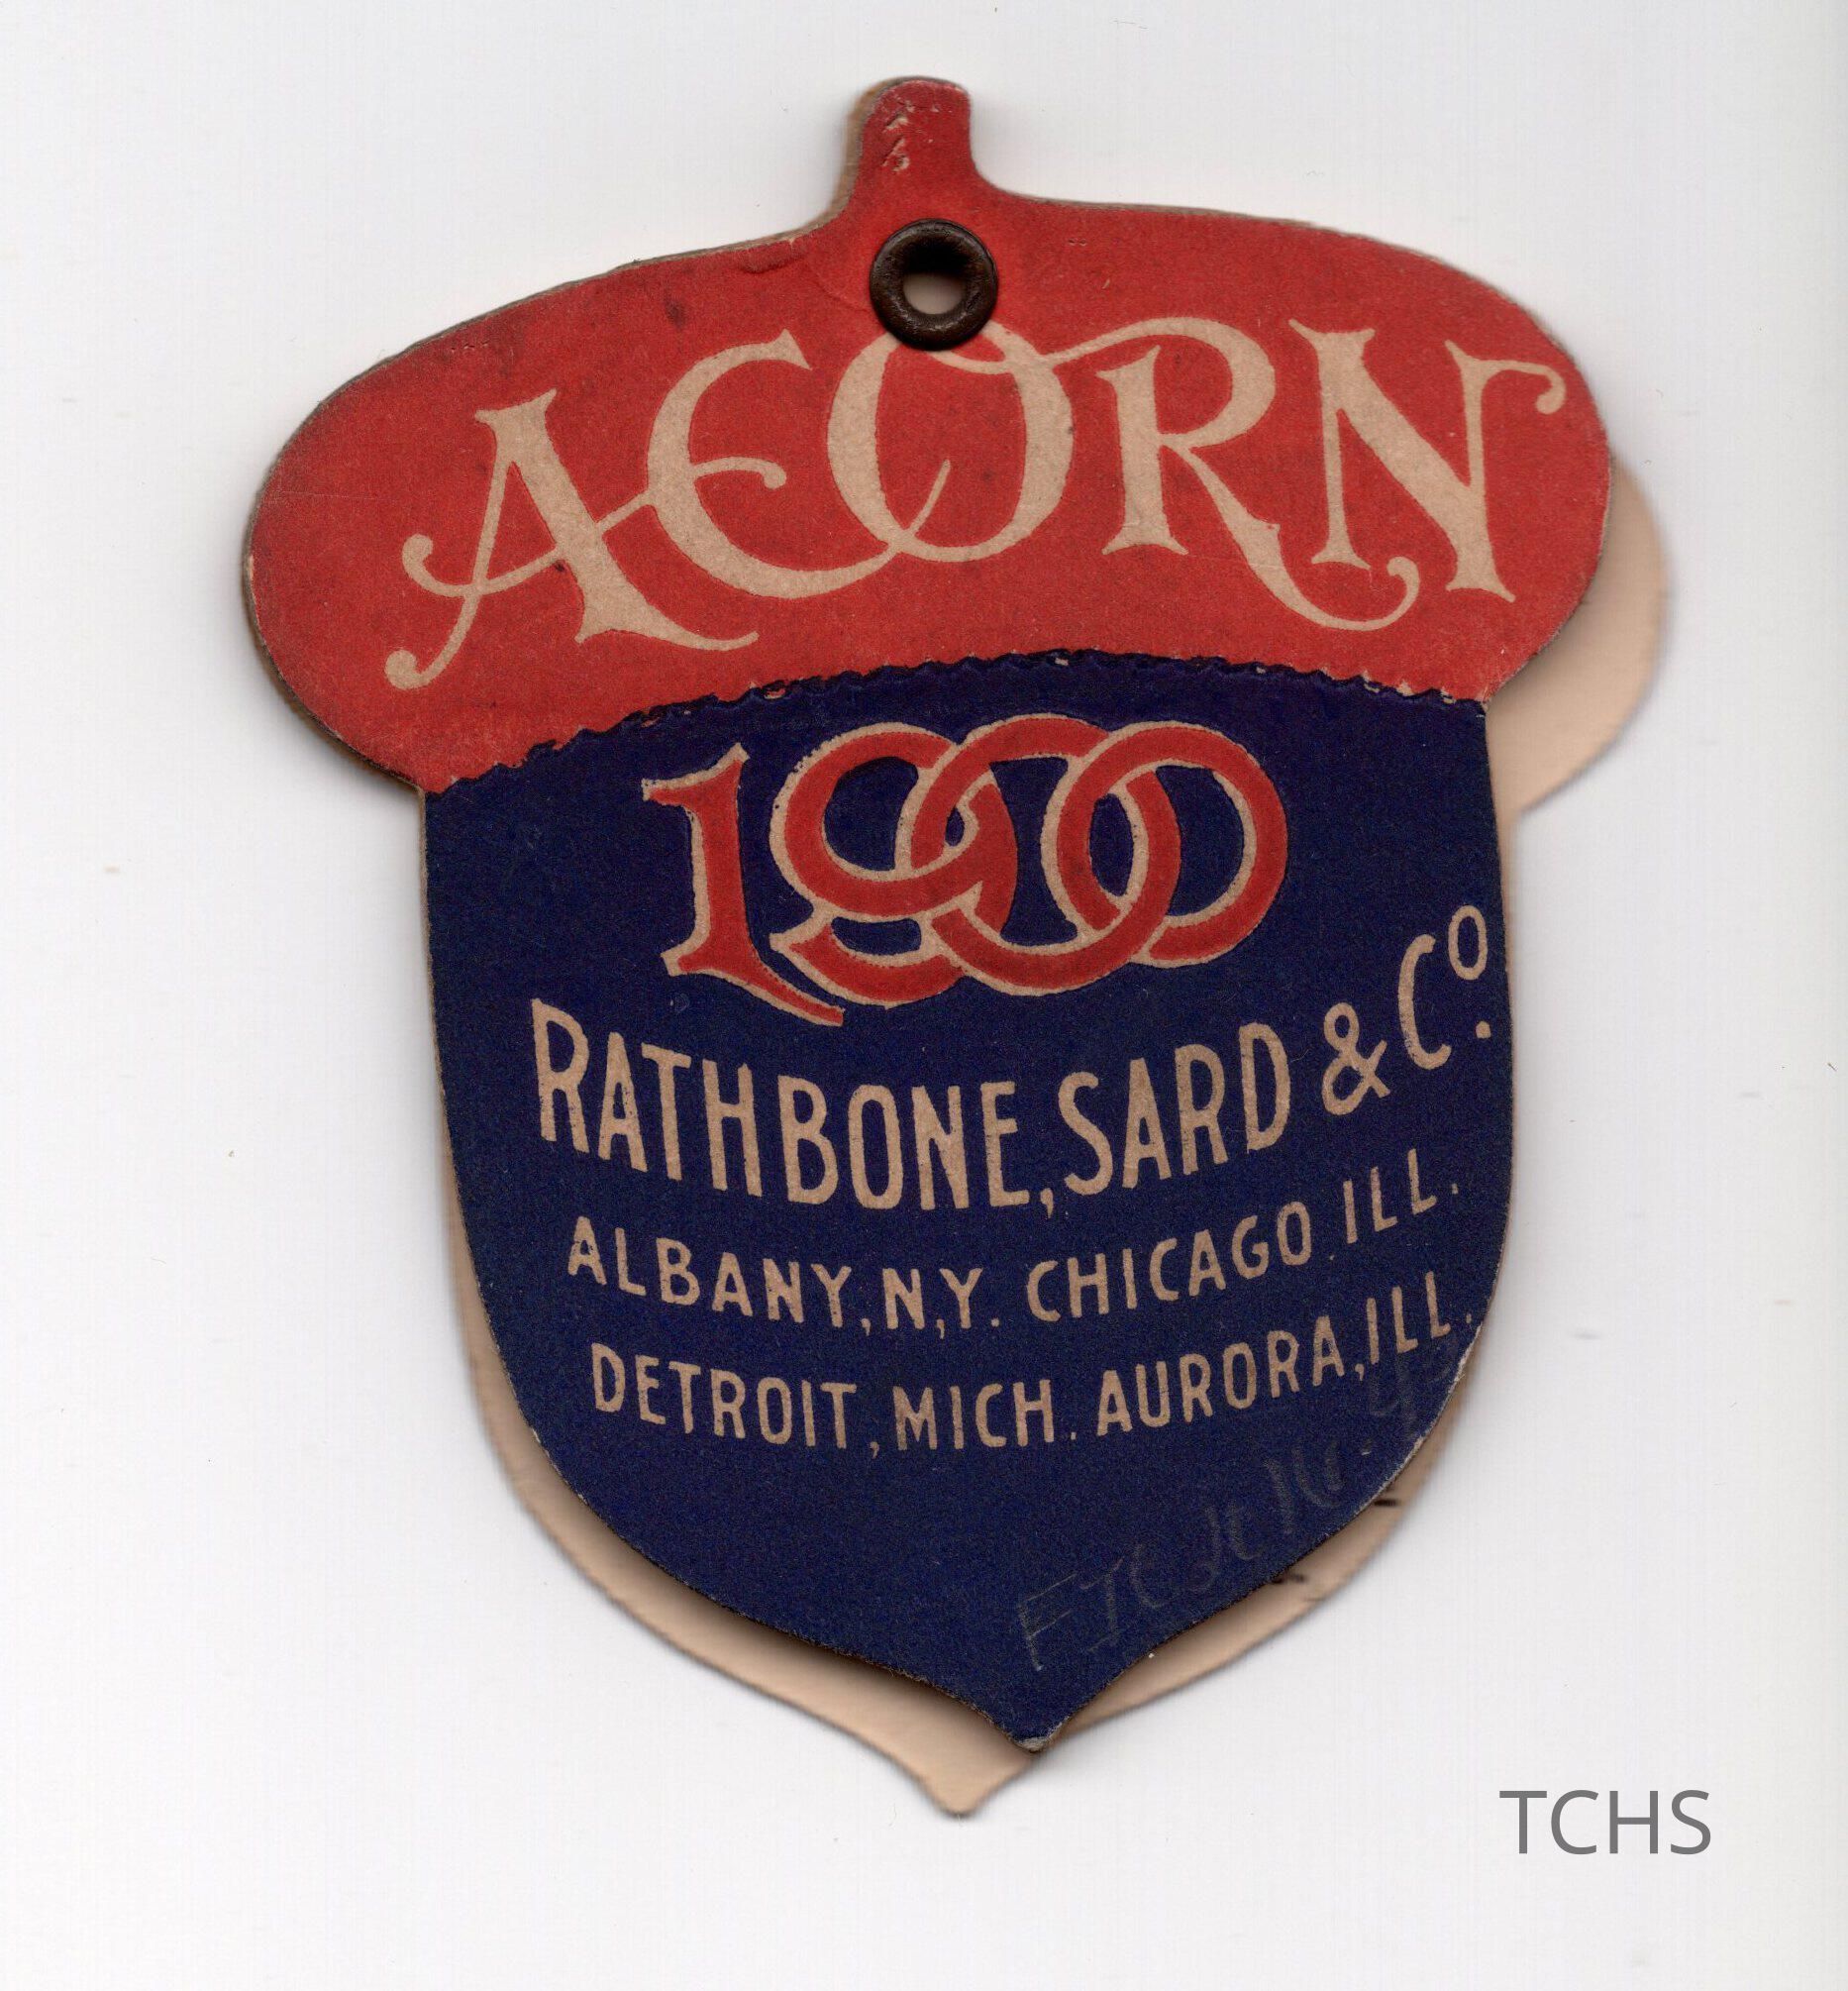 ACORN
1900
RATHBONE, SARD & Co.
ALBANY, N,Y. CHICAGO. ILL.
DETROIT, MICH. AURORA, ILL.
TCHS